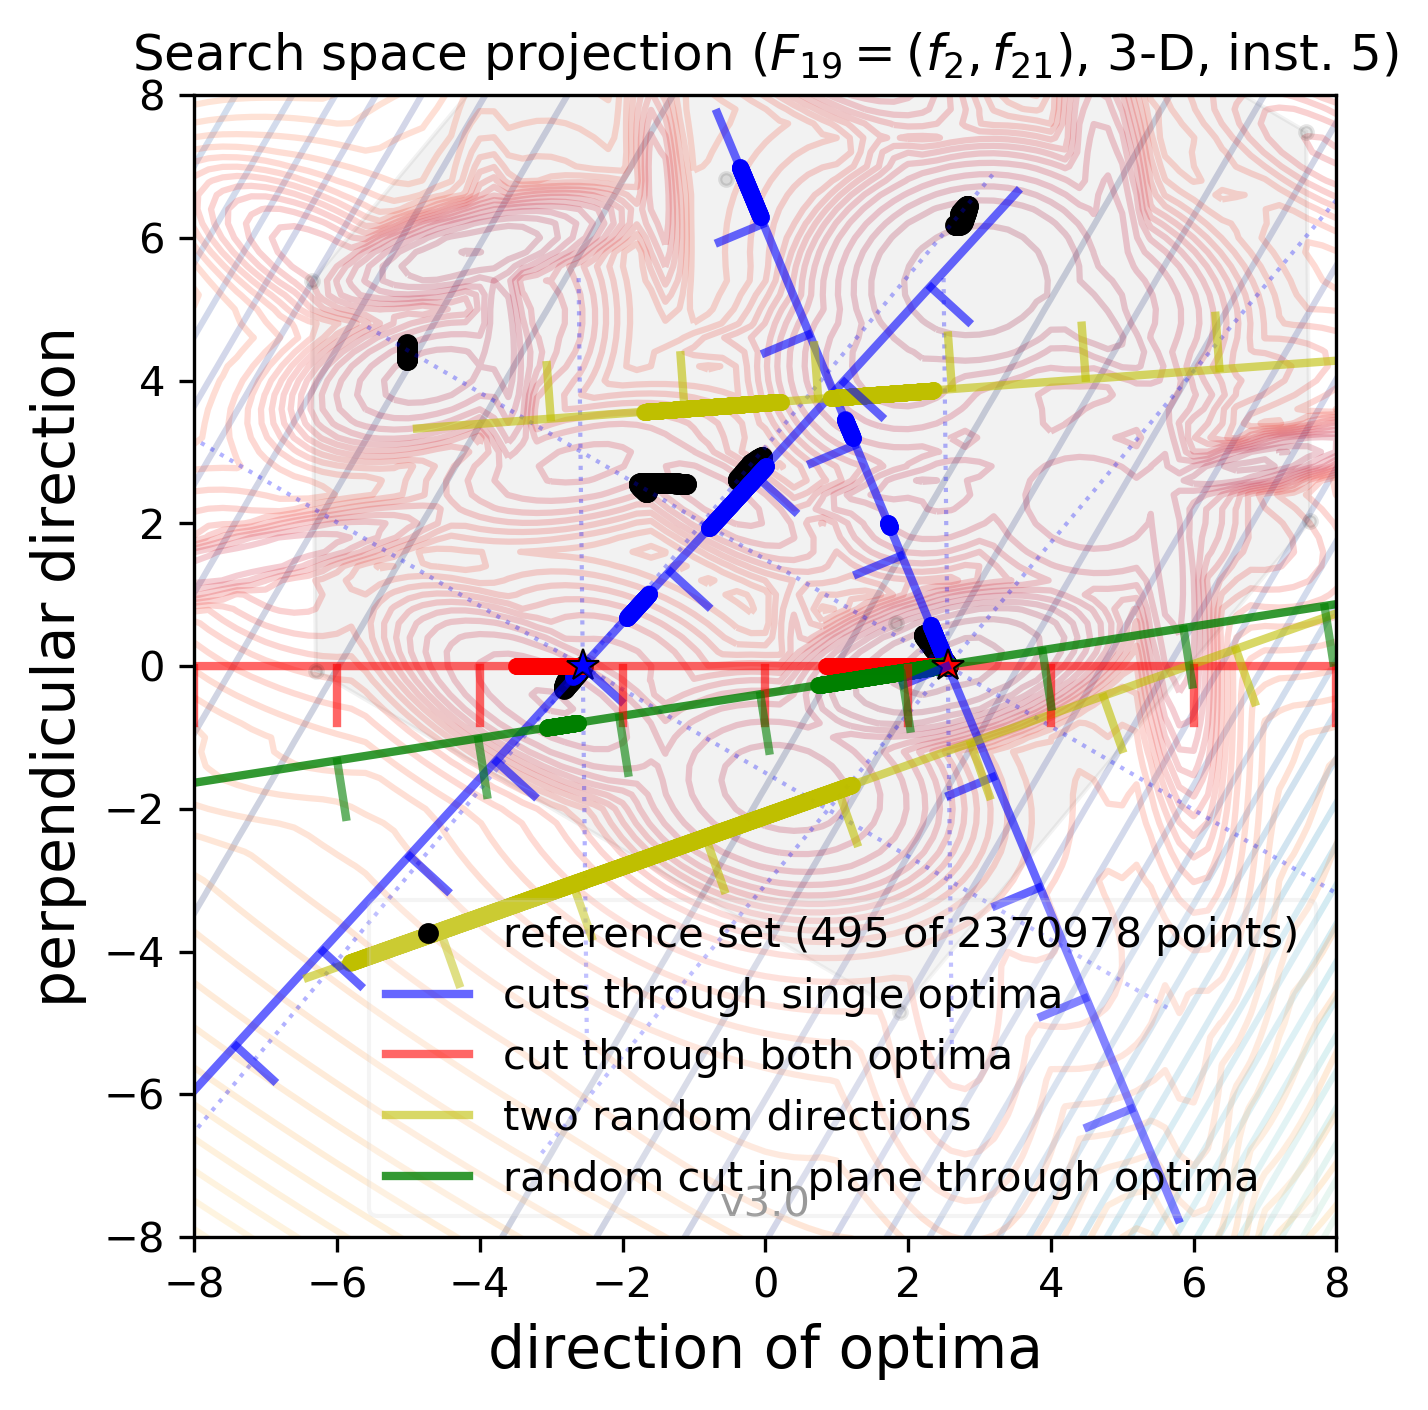 Search space projection (F₁₉ = (f₂, f₂₁), 3-D, inst. 5)
8
6
4
2
0
−2
−4
−6
−8
perpendicular direction
reference set (495 of 2370978 points)
cuts through single optima
cut through both optima
two random directions
random cut in plane through optima
v3.0
−8 −6 −4 −2 0 2 4 6 8
direction of optima